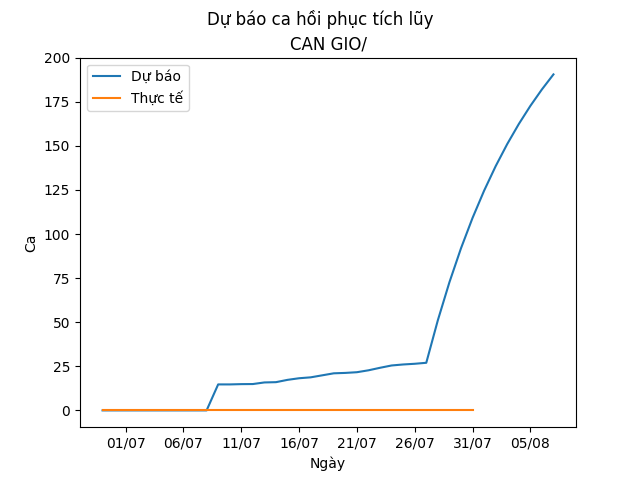 Dự báo ca hồi phục tích lũy
CAN GIO/
Dự báo
Thực tế
200
175
150
125
100
75
50
25
0
Ca
01/07 06/07 11/07 16/07 21/07 26/07 31/07 05/08
Ngày